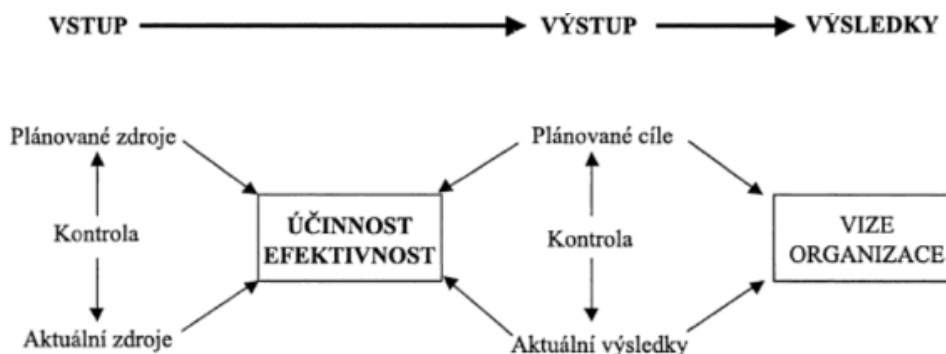 VSTUP VÝSTUP VÝSLEDKY
Plánované zdroje Plánované cíle
Kontrola ÚČINNOST EFEKTIVNOST Kontrola VIZE ORGANIZACE
Aktuální zdroje Aktuální výsledky